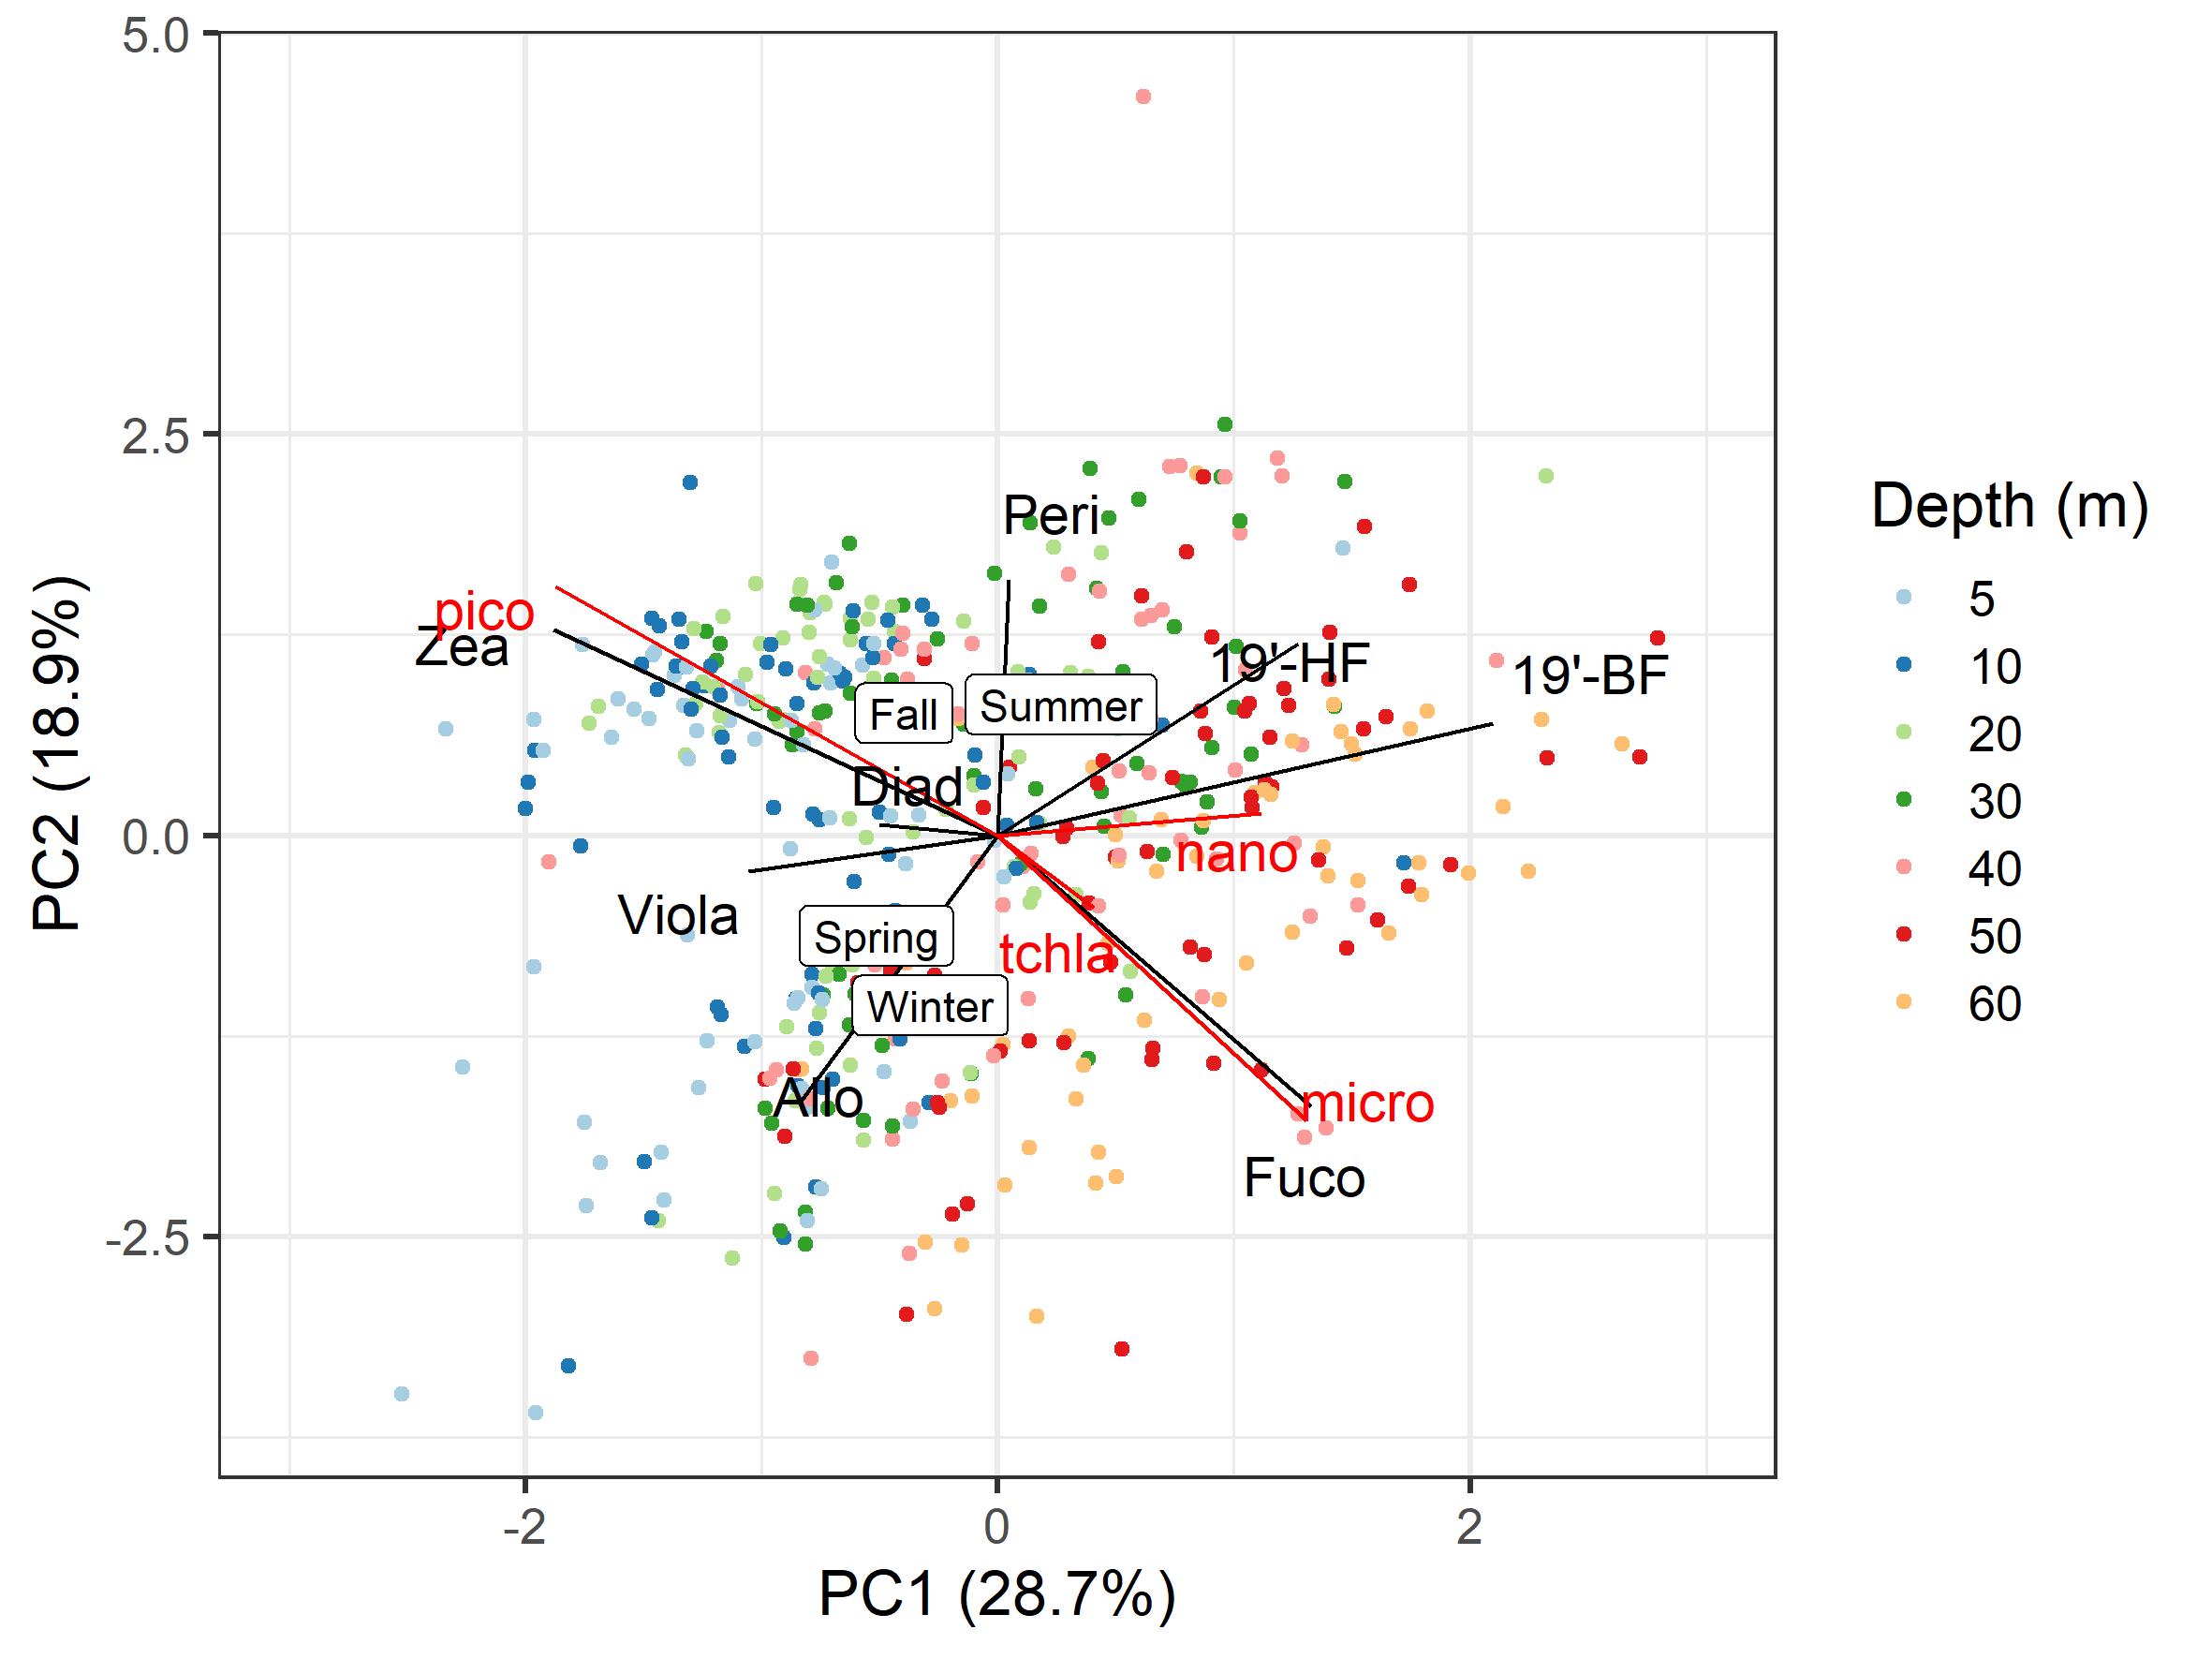 5.0
2.5
0.0
-2.5
PC2 (18.9%)
-2
0
2
PC1 (28.7%)
Peri
pico
Zea
19'-HF
19'-BF
Fall
Summer
Diad
nano
Viola
Spring
tchla
Winter
Allo
micro
Fuco
Depth (m)
5
10
20
30
40
50
60